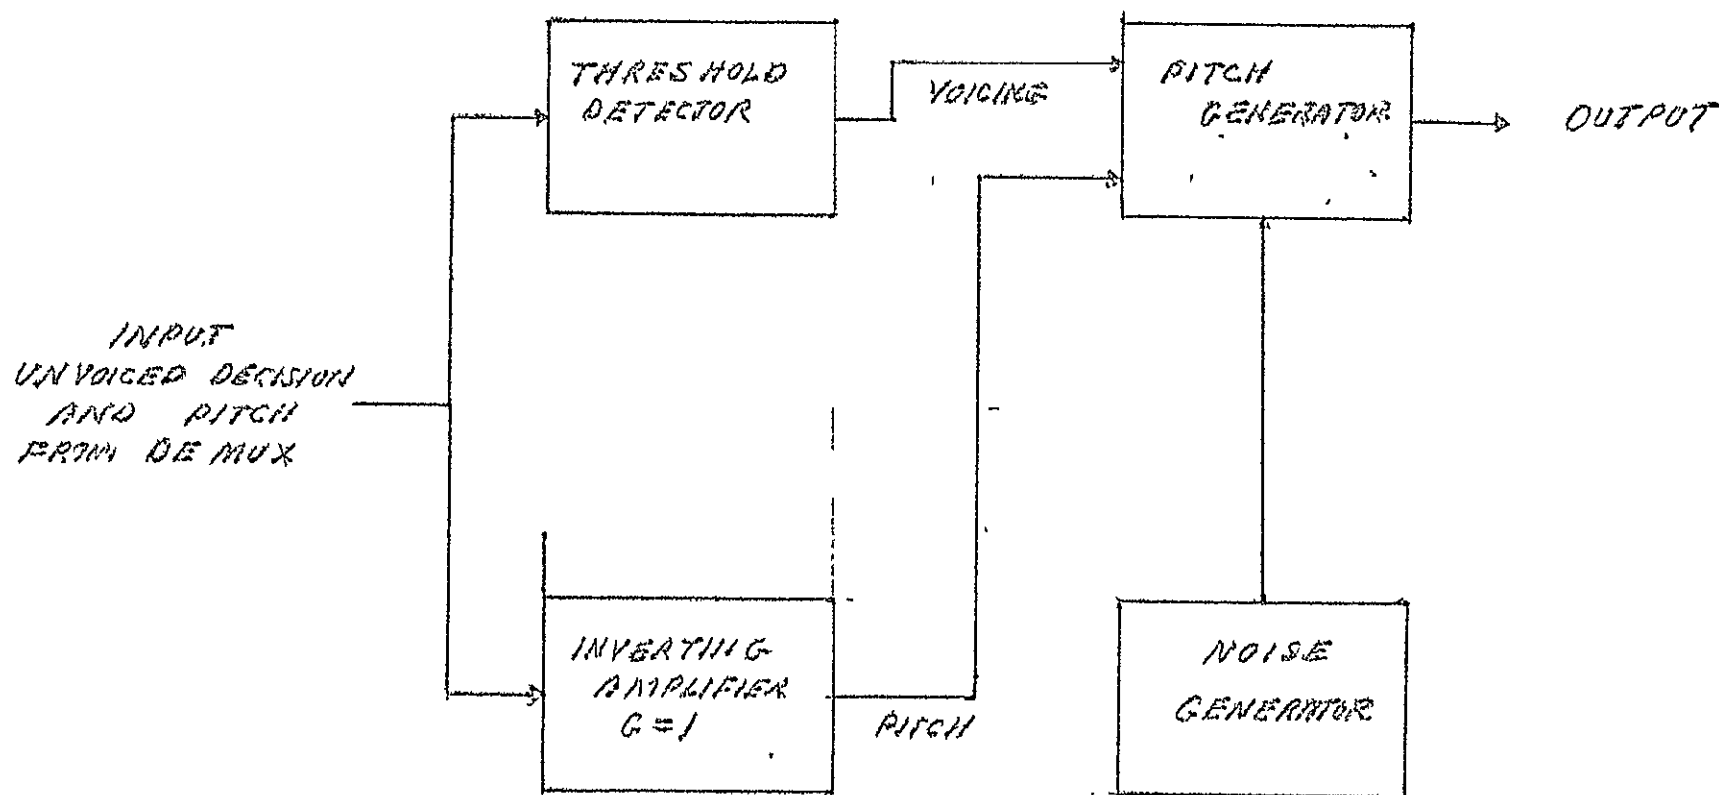 THRESHOLD
DETECTOR
VOICING
PITCH
GENERATOR
OUTPUT
INPUT
UNVOICED DECISION
AND PITCH
FROM DEMUX
INVERTING
AMPLIFIER
G=1
PITCH
NOISE
GENERATOR